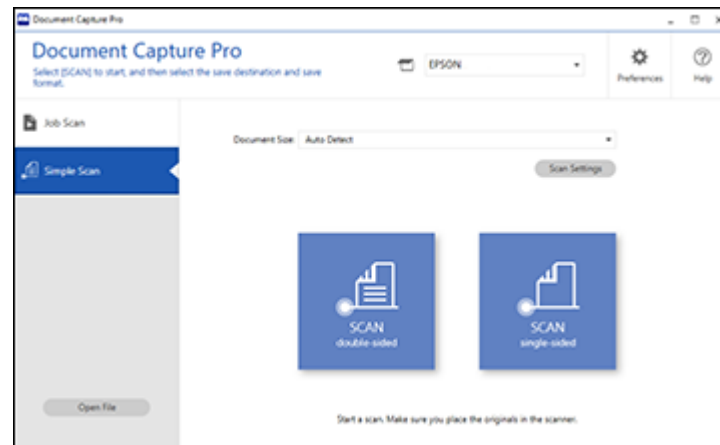 Document Capture Pro
Document Capture Pro
Select [SCAN] to start, and then select the save destination and save
format.
EPSON
Preferences
Help
Job Scan
Simple Scan
Document Size: Auto Detect
Scan Settings
SCAN
double-sided
SCAN
single-sided
Open File
Start a scan. Make sure you place the originals in the scanner.